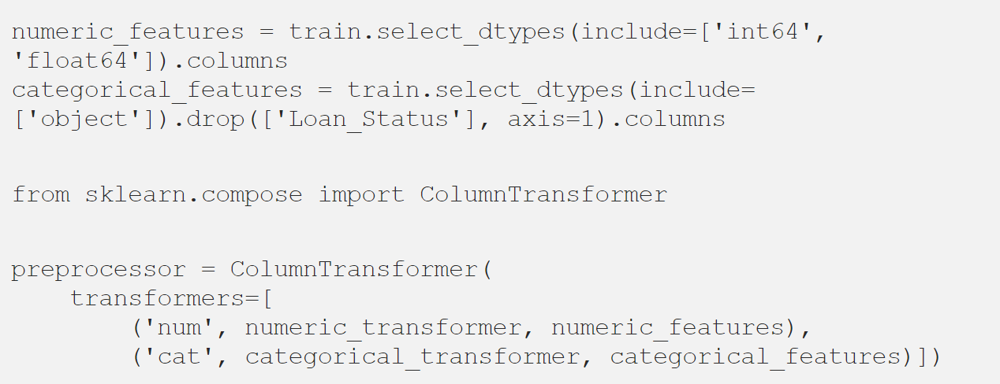 numeric_features = train.select_dtypes(include=['int64',
'float64']).columns
categorical_features = train.select_dtypes(include=
['object']).drop(['Loan_Status'], axis=1).columns
from sklearn.compose import ColumnTransformer
preprocessor = ColumnTransformer(
    transformers=[
        ('num', numeric_transformer, numeric_features),
        ('cat', categorical_transformer, categorical_features)])